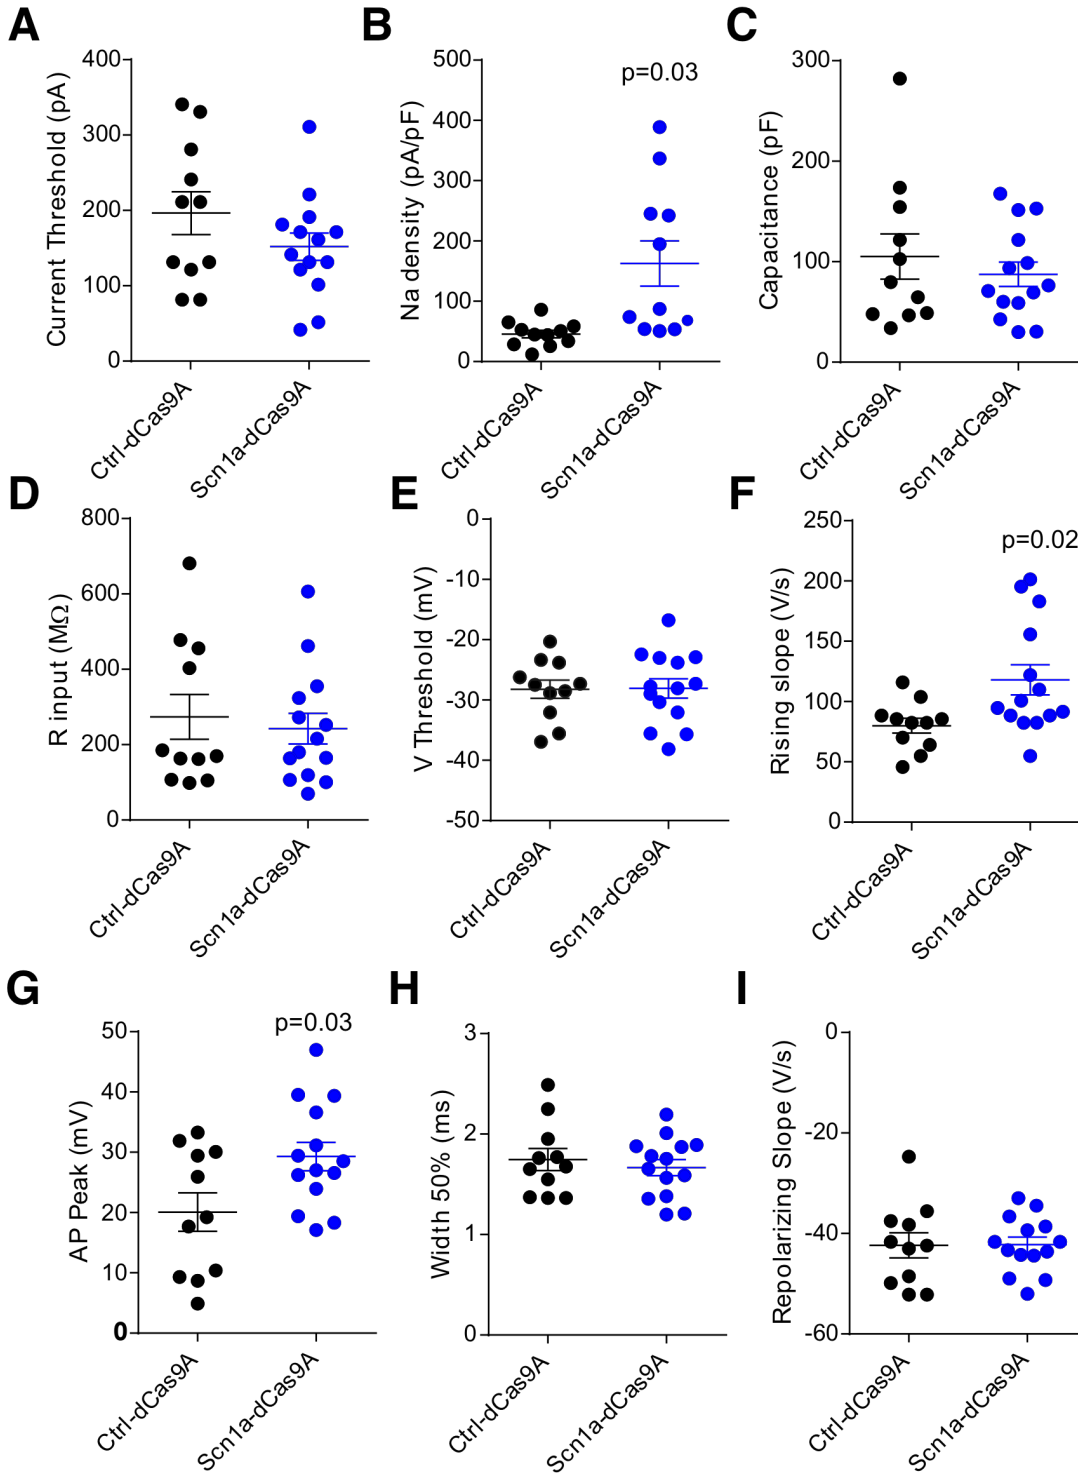 A
Current Threshold (pA)
400
300
200
100
0
Ctrl-dCas9A
Scn1a-dCas9A
B
Na density (pA/pF)
500
400
300
200
100
0
p=0.03
Ctrl-dCas9A
Scn1a-dCas9A
C
Capacitance (pF)
300
200
100
0
Ctrl-dCas9A
Scn1a-dCas9A
D
R input (MΩ)
800
600
400
200
0
Ctrl-dCas9A
Scn1a-dCas9A
E
V Threshold (mV)
0
-10
-20
-30
-40
-50
Ctrl-dCas9A
Scn1a-dCas9A
F
Rising slope (V/s)
250
200
150
100
50
0
p=0.02
Ctrl-dCas9A
Scn1a-dCas9A
G
AP Peak (mV)
50
40
30
20
10
0
p=0.03
Ctrl-dCas9A
Scn1a-dCas9A
H
Width 50% (ms)
3
2
1
0
Ctrl-dCas9A
Scn1a-dCas9A
I
Repolarizing Slope (V/s)
0
-20
-40
-60
Ctrl-dCas9A
Scn1a-dCas9A